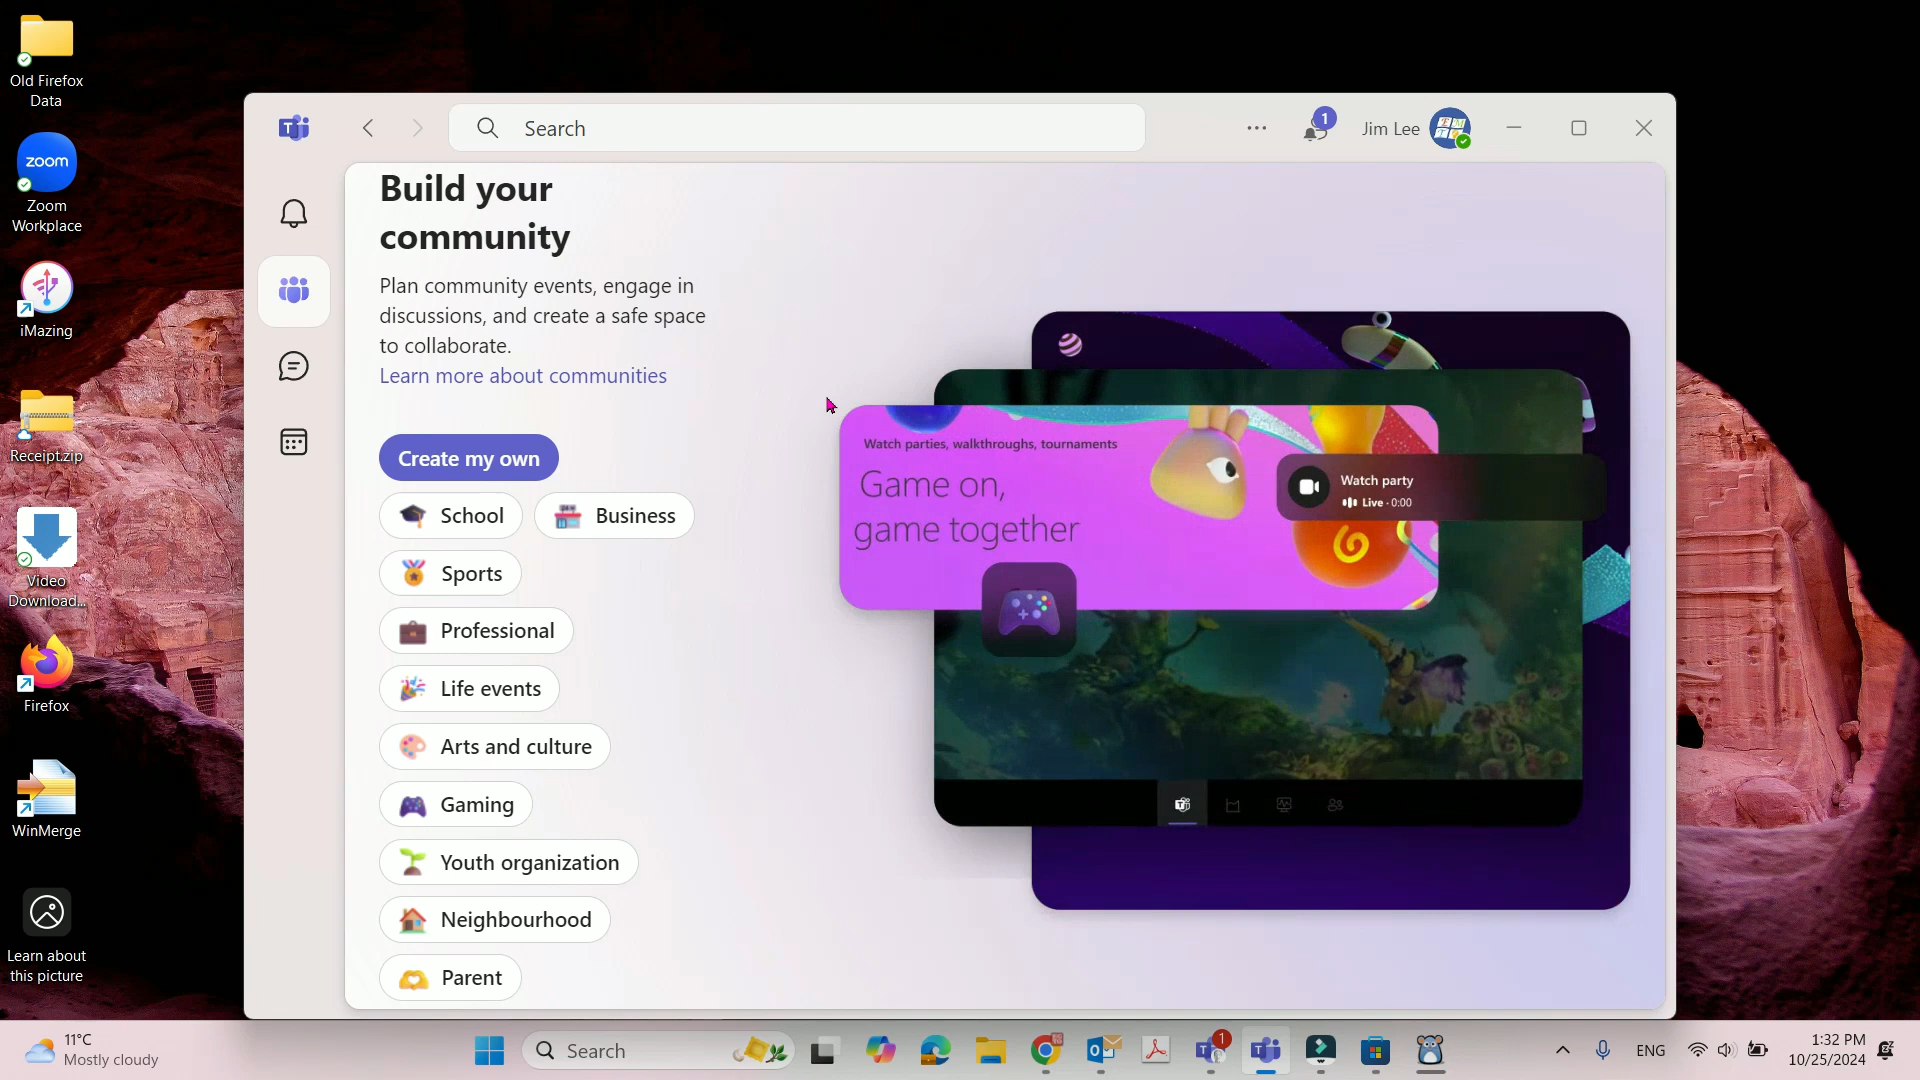 Old Firefox
Data
zoom
Zoom
Workplace
iMazing
Receipt.zip
Video
Download...
Firefox
WinMerge
Learn about
this picture
Search
1
Jim Lee
Build your
community
Plan community events, engage in
discussions, and create a safe space
to collaborate.
Learn more about communities
Create my own
School
Business
Sports
Professional
Life events
Arts and culture
Gaming
Youth organization
Neighbourhood
Parent
Watch parties, walkthroughs, tournaments
Game on,
game together
Watch party
Live · 0:00
11°C
Mostly cloudy
Search
1
ENG
1:32 PM
10/25/2024